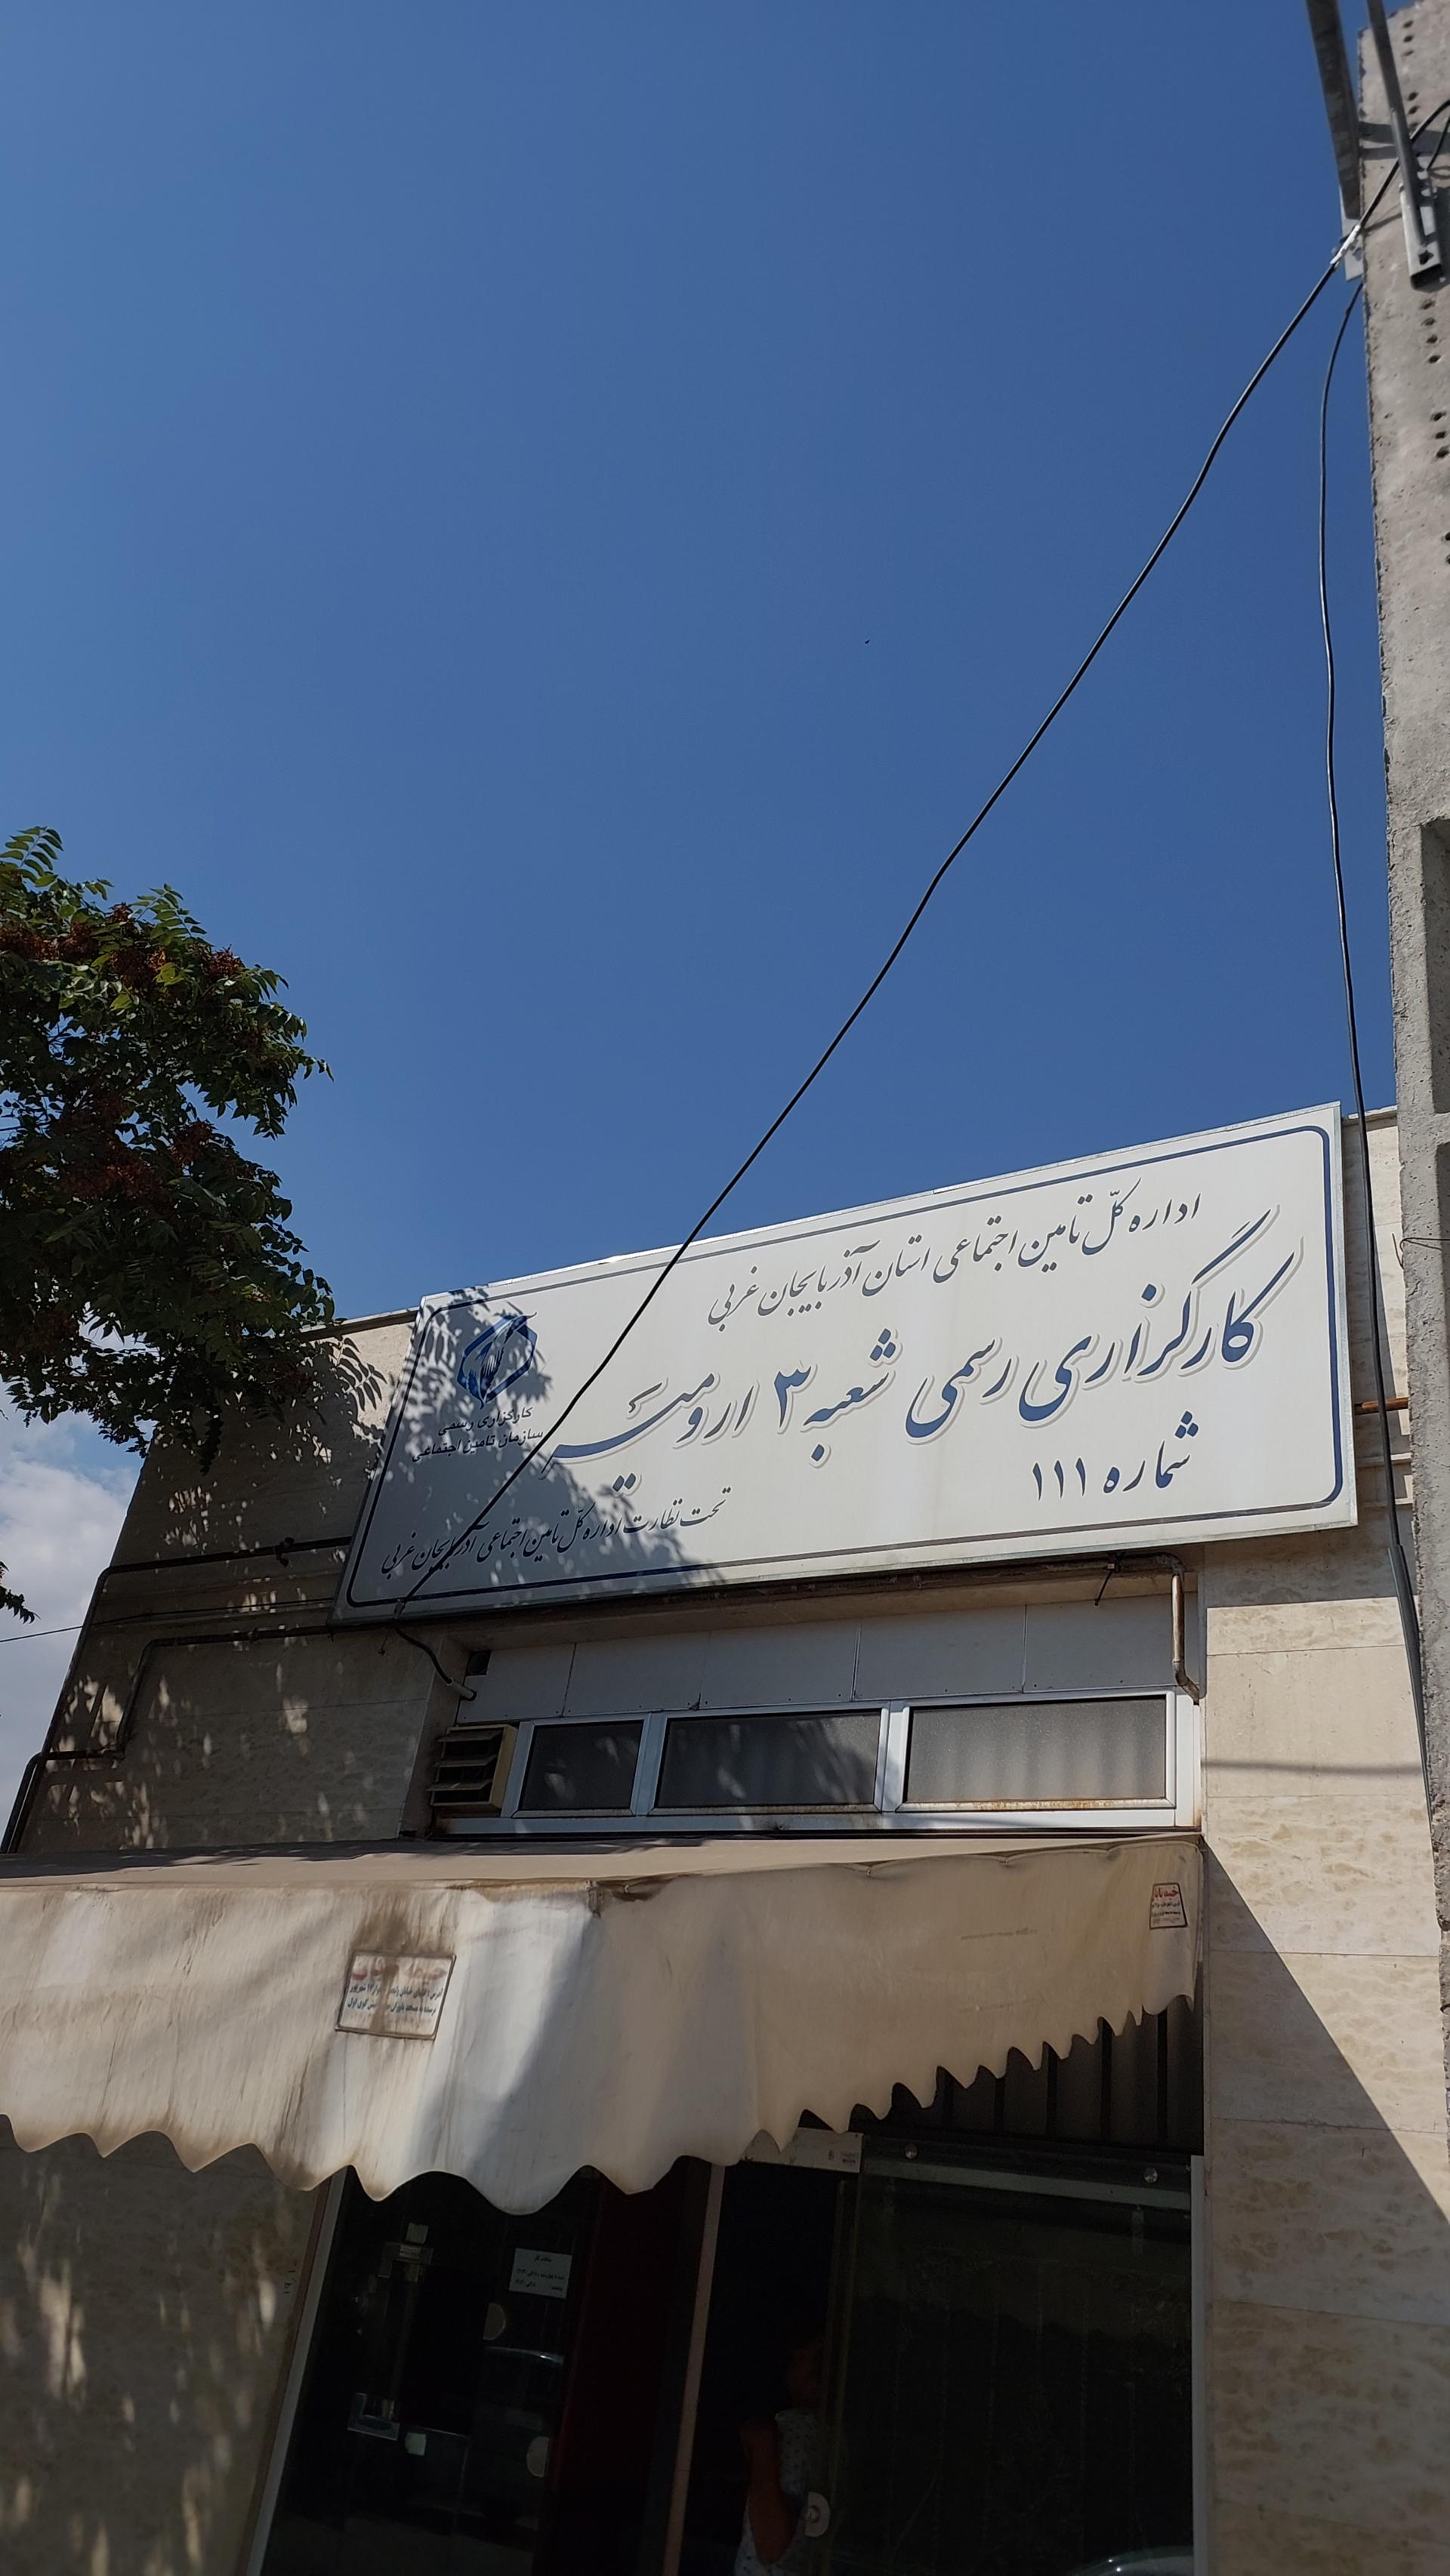 اداره کلّ تامین اجتماعی استان آذربایجان غربی
کارگزاری رسمی شعبه ۳ ارومیه
شماره ۱۱۱
کارگزاری رسمی
سازمان تامین اجتماعی
تحت نظارت اداره کلّ تامین اجتماعی آذربایجان غربی